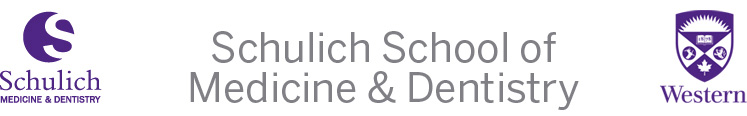 Schulich
MEDICINE & DENTISTRY
Schulich School of
Medicine & Dentistry
Western